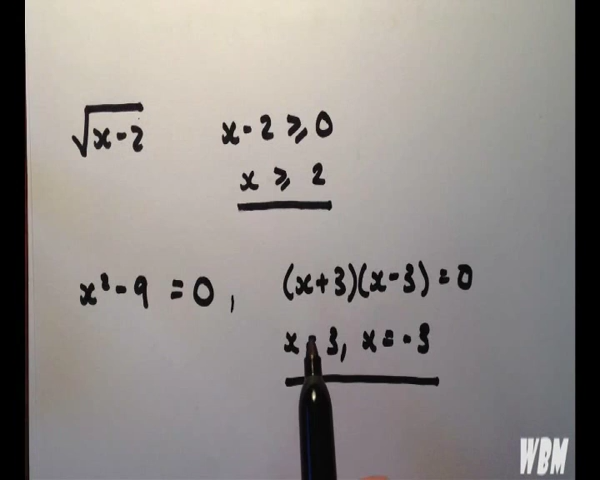 √x-2 x-2 ⩾ 0
x ⩾ 2
x²-9 = 0, (x+3)(x-3) = 0
x = 3, x = -3
WBM